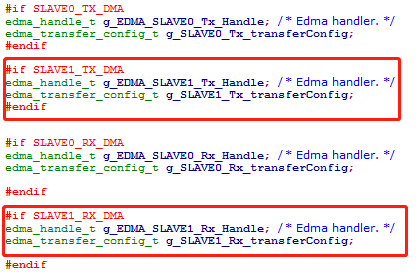 #if SLAVE0_TX_DMA
edma_handle_t g_EDMA_SLAVE0_Tx_Handle; /* Edma handler. */
edma_transfer_config_t g_SLAVE0_Tx_transferConfig;
#endif
#if SLAVE1_TX_DMA
edma_handle_t g_EDMA_SLAVE1_Tx_Handle; /* Edma handler. */
edma_transfer_config_t g_SLAVE1_Tx_transferConfig;
#endif
#if SLAVE0_RX_DMA
edma_handle_t g_EDMA_SLAVE0_Rx_Handle; /* Edma handler. */
edma_transfer_config_t g_SLAVE0_Rx_transferConfig;
#endif
#if SLAVE1_RX_DMA
edma_handle_t g_EDMA_SLAVE1_Rx_Handle; /* Edma handler. */
edma_transfer_config_t g_SLAVE1_Rx_transferConfig;
#endif